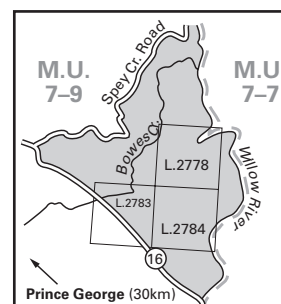 Spey Cr. Road
M.U.
7–9
M.U.
7–7
Bowes Cr.
L.2778
Willow River
L.2783
L.2784
16
Prince George (30km)